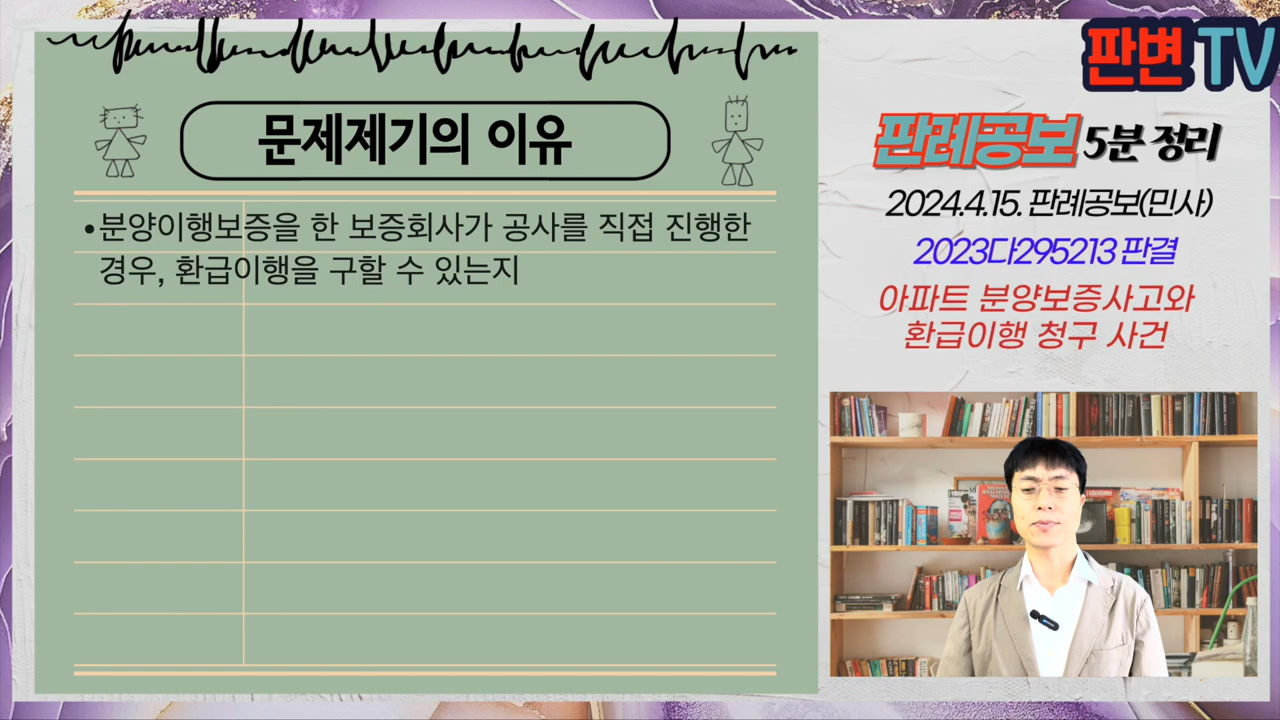 문제제기의 이유
•분양이행보증을 한 보증회사가 공사를 직접 진행한
경우, 환급이행을 구할 수 있는지
판변 TV
판례공보 5분 정리
2024.4.15. 판례공보(민사)
2023다295213 판결
아파트 분양보증사고와
환급이행 청구 사건